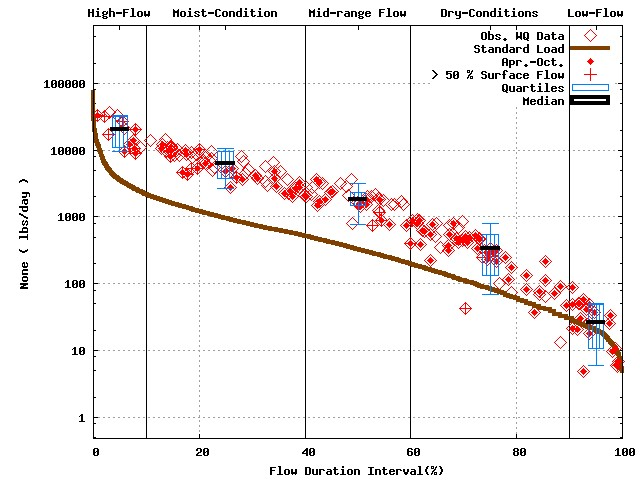 High-Flow Moist-Condition Mid-range Flow Dry-Conditions Low-Flow
Obs. WQ Data
Standard Load
Apr.-Oct.
> 50 % Surface Flow
Quartiles
Median
100000
10000
1000
100
10
1
None ( lbs/day )
0 20 40 60 80 100
Flow Duration Interval(%)